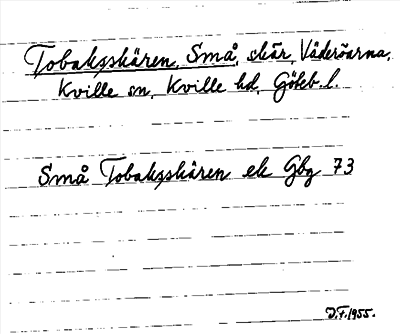 Tobaksskären, Små, skär, Väderöarna,
Kville sn, Kville hd, Göteb. l.
Små Tobaksskären ek Gbg 73
D.F. 1955.